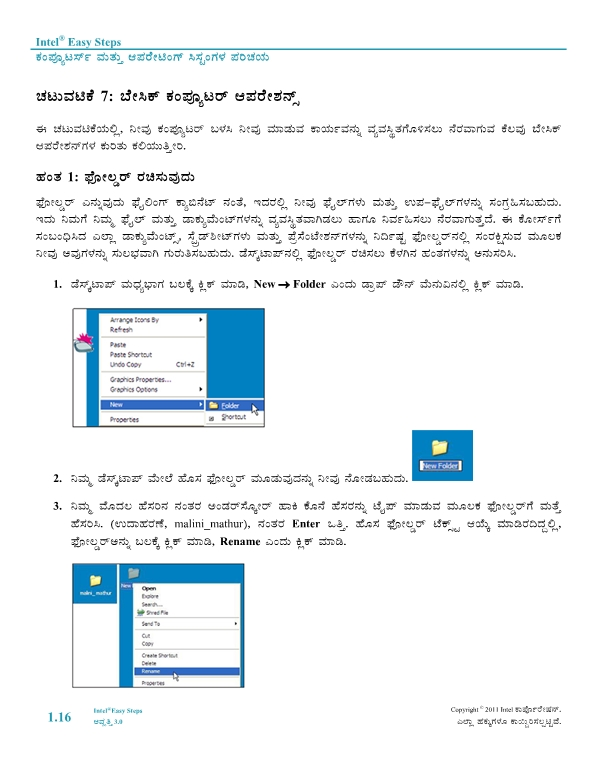 Intel® Easy Steps
ಕಂಪ್ಯೂಟರ್ಸ್ ಮತ್ತು ಆಪರೇಟಿಂಗ್ ಸಿಸ್ಟಂಗಳ ಪರಿಚಯ
ಚಟುವಟಿಕೆ 7: ಬೇಸಿಕ್ ಕಂಪ್ಯೂಟರ್ ಆಪರೇಶನ್ಸ್
ಈ ಚಟುವಟಿಕೆಯಲ್ಲಿ, ನೀವು ಕಂಪ್ಯೂಟರ್ ಬಳಸಿ ನೀವು ಮಾಡುವ ಕಾರ್ಯವನ್ನು ವ್ಯವಸ್ಥಿತಗೊಳಿಸಲು ನೆರವಾಗುವ ಕೆಲವು ಬೇಸಿಕ್
ಆಪರೇಶನ್‌ಗಳ ಕುರಿತು ಕಲಿಯುತ್ತೀರಿ.
ಹಂತ 1: ಫೋಲ್ಡರ್ ರಚಿಸುವುದು
ಫೋಲ್ಡರ್ ಎನ್ನುವುದು ಫೈಲಿಂಗ್ ಕ್ಯಾಬಿನೆಟ್ ನಂತೆ, ಇದರಲ್ಲಿ ನೀವು ಫೈಲ್‌ಗಳು ಮತ್ತು ಉಪ-ಫೈಲ್‌ಗಳನ್ನು ಸಂಗ್ರಹಿಸಬಹುದು.
ಇದು ನಿಮಗೆ ನಿಮ್ಮ ಫೈಲ್ ಮತ್ತು ಡಾಕ್ಯುಮೆಂಟ್‌ಗಳನ್ನು ವ್ಯವಸ್ಥಿತವಾಗಿಡಲು ಹಾಗೂ ನಿರ್ವಹಿಸಲು ನೆರವಾಗುತ್ತದೆ. ಈ ಕೋರ್ಸ್‌ಗೆ
ಸಂಬಂಧಿಸಿದ ಎಲ್ಲಾ ಡಾಕ್ಯುಮೆಂಟ್ಸ್, ಸ್ಪ್ರೆಡ್‌ಶೀಟ್‌ಗಳು ಮತ್ತು ಪ್ರೆಸೆಂಟೇಶನ್‌ಗಳನ್ನು ನಿರ್ದಿಷ್ಟ ಫೋಲ್ಡರ್‌ನಲ್ಲಿ ಸಂರಕ್ಷಿಸುವ ಮೂಲಕ
ನೀವು ಅವುಗಳನ್ನು ಸುಲಭವಾಗಿ ಗುರುತಿಸಬಹುದು. ಡೆಸ್ಕ್‌ಟಾಪ್‌ನಲ್ಲಿ ಫೋಲ್ಡರ್ ರಚಿಸಲು ಕೆಳಗಿನ ಹಂತಗಳನ್ನು ಅನುಸರಿಸಿ.
1. ಡೆಸ್ಕ್‌ಟಾಪ್ ಮಧ್ಯಭಾಗ ಬಲಕ್ಕೆ ಕ್ಲಿಕ್ ಮಾಡಿ, New → Folder ಎಂದು ಡ್ರಾಪ್ ಡೌನ್ ಮೆನುವಿನಲ್ಲಿ ಕ್ಲಿಕ್ ಮಾಡಿ.
Arrange Icons By
Refresh
Paste
Paste Shortcut
Undo Copy Ctrl+Z
Graphics Properties...
Graphics Options
New Folder
Shortcut
Properties
New Folder
2. ನಿಮ್ಮ ಡೆಸ್ಕ್‌ಟಾಪ್ ಮೇಲೆ ಹೊಸ ಫೋಲ್ಡರ್ ಮೂಡುವುದನ್ನು ನೀವು ನೋಡಬಹುದು.
3. ನಿಮ್ಮ ಮೊದಲ ಹೆಸರಿನ ನಂತರ ಅಂಡರ್‌ಸ್ಕೋರ್ ಹಾಕಿ ಕೊನೆ ಹೆಸರನ್ನು ಟೈಪ್ ಮಾಡುವ ಮೂಲಕ ಫೋಲ್ಡರ್‌ಗೆ ಮತ್ತೆ
ಹೆಸರಿಸಿ. (ಉದಾಹರಣೆ, malini_mathur), ನಂತರ Enter ಒತ್ತಿ. ಹೊಸ ಫೋಲ್ಡರ್ ಟೆಕ್ಸ್ಟ್ ಆಯ್ಕೆ ಮಾಡಿರದಿದ್ದಲ್ಲಿ,
ಫೋಲ್ಡರ್‌ಅನ್ನು ಬಲಕ್ಕೆ ಕ್ಲಿಕ್ ಮಾಡಿ, Rename ಎಂದು ಕ್ಲಿಕ್ ಮಾಡಿ.
malini_mathur
New
Open
Explore
Search...
Shred File
Send To
Cut
Copy
Create Shortcut
Delete
Rename
Properties
1.16
Intel® Easy Steps
ಆವೃತ್ತಿ 3.0
Copyright © 2011 Intel ಕಾರ್ಪೊರೇಷನ್.
ಎಲ್ಲಾ ಹಕ್ಕುಗಳೂ ಕಾಯ್ದಿರಿಸಲ್ಪಟ್ಟಿವೆ.